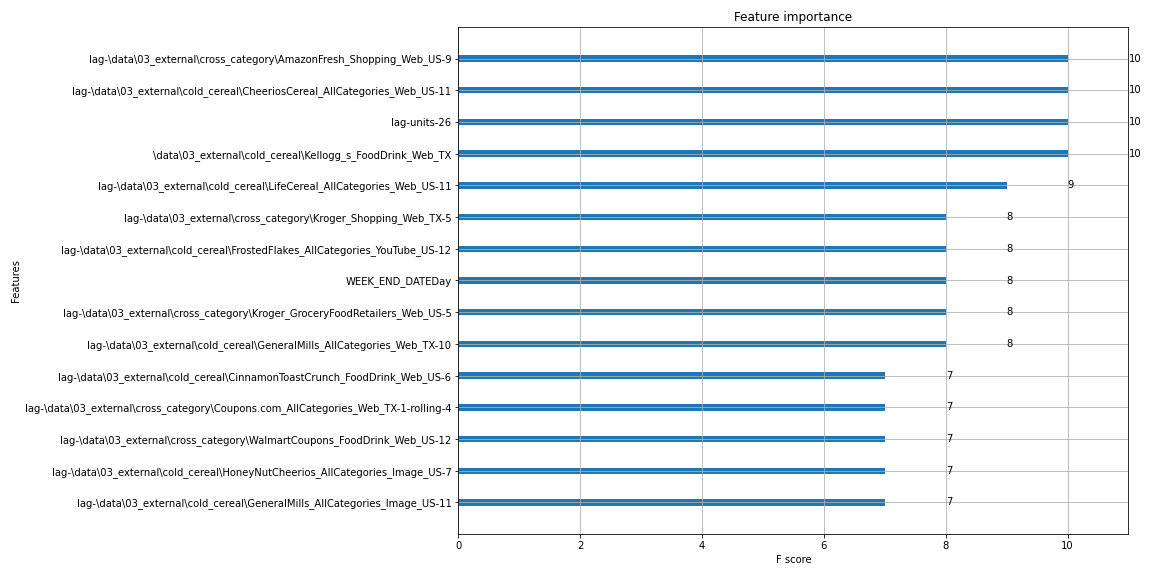 Feature importance
lag-\data\03_external\cross_category\AmazonFresh_Shopping_Web_US-9 10
lag-\data\03_external\cold_cereal\CheeriosCereal_AllCategories_Web_US-11 10
lag-units-26 10
\data\03_external\cold_cereal\Kellogg_s_FoodDrink_Web_TX 10
lag-\data\03_external\cold_cereal\LifeCereal_AllCategories_Web_US-11 9
lag-\data\03_external\cross_category\Kroger_Shopping_Web_TX-5 8
lag-\data\03_external\cold_cereal\FrostedFlakes_AllCategories_YouTube_US-12 8
WEEK_END_DATEDay 8
lag-\data\03_external\cross_category\Kroger_GroceryFoodRetailers_Web_US-5 8
lag-\data\03_external\cold_cereal\GeneralMills_AllCategories_Web_TX-10 8
lag-\data\03_external\cold_cereal\CinnamonToastCrunch_FoodDrink_Web_US-6 7
lag-\data\03_external\cross_category\Coupons.com_AllCategories_Web_TX-1-rolling-4 7
lag-\data\03_external\cross_category\WalmartCoupons_FoodDrink_Web_US-12 7
lag-\data\03_external\cold_cereal\HoneyNutCheerios_AllCategories_Image_US-7 7
lag-\data\03_external\cold_cereal\GeneralMills_AllCategories_Image_US-11 7
Features
0 2 4 6 8 10
F score